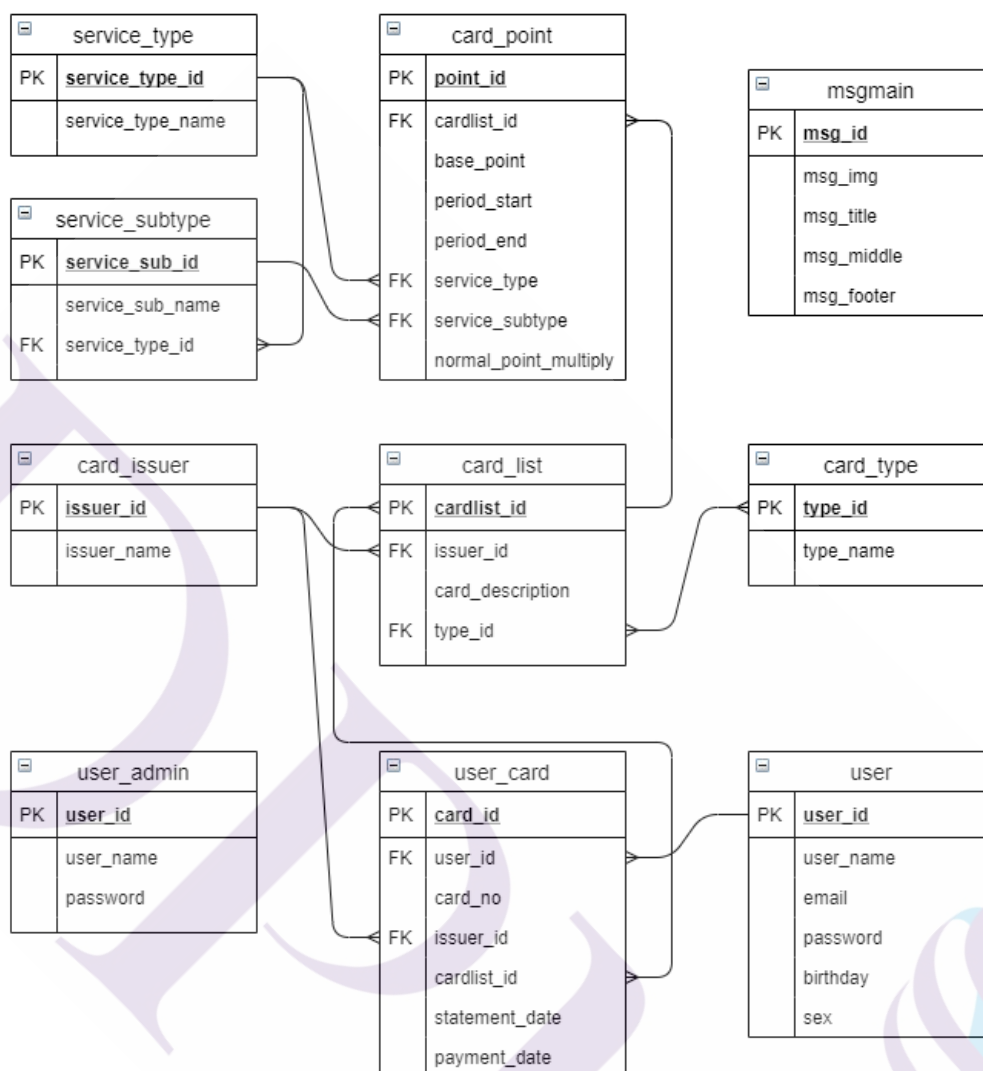 service_type
PK service_type_id
service_type_name
service_subtype
PK service_sub_id
service_sub_name
FK service_type_id
card_point
PK point_id
FK cardlist_id
base_point
period_start
period_end
FK service_type
FK service_subtype
normal_point_multiply
msgmain
PK msg_id
msg_img
msg_title
msg_middle
msg_footer
card_issuer
PK issuer_id
issuer_name
card_list
PK cardlist_id
FK issuer_id
card_description
FK type_id
card_type
PK type_id
type_name
user_admin
PK user_id
user_name
password
user_card
PK card_id
FK user_id
card_no
FK issuer_id
cardlist_id
statement_date
payment_date
user
PK user_id
user_name
email
password
birthday
sex